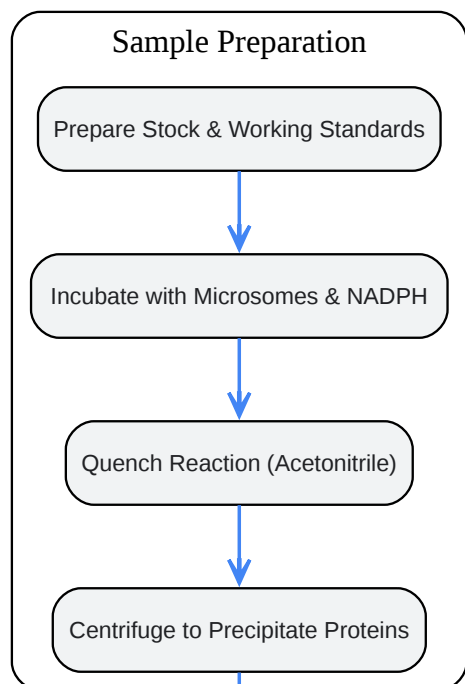 Sample Preparation
Prepare Stock & Working Standards
Incubate with Microsomes & NADPH
Quench Reaction (Acetonitrile)
Centrifuge to Precipitate Proteins